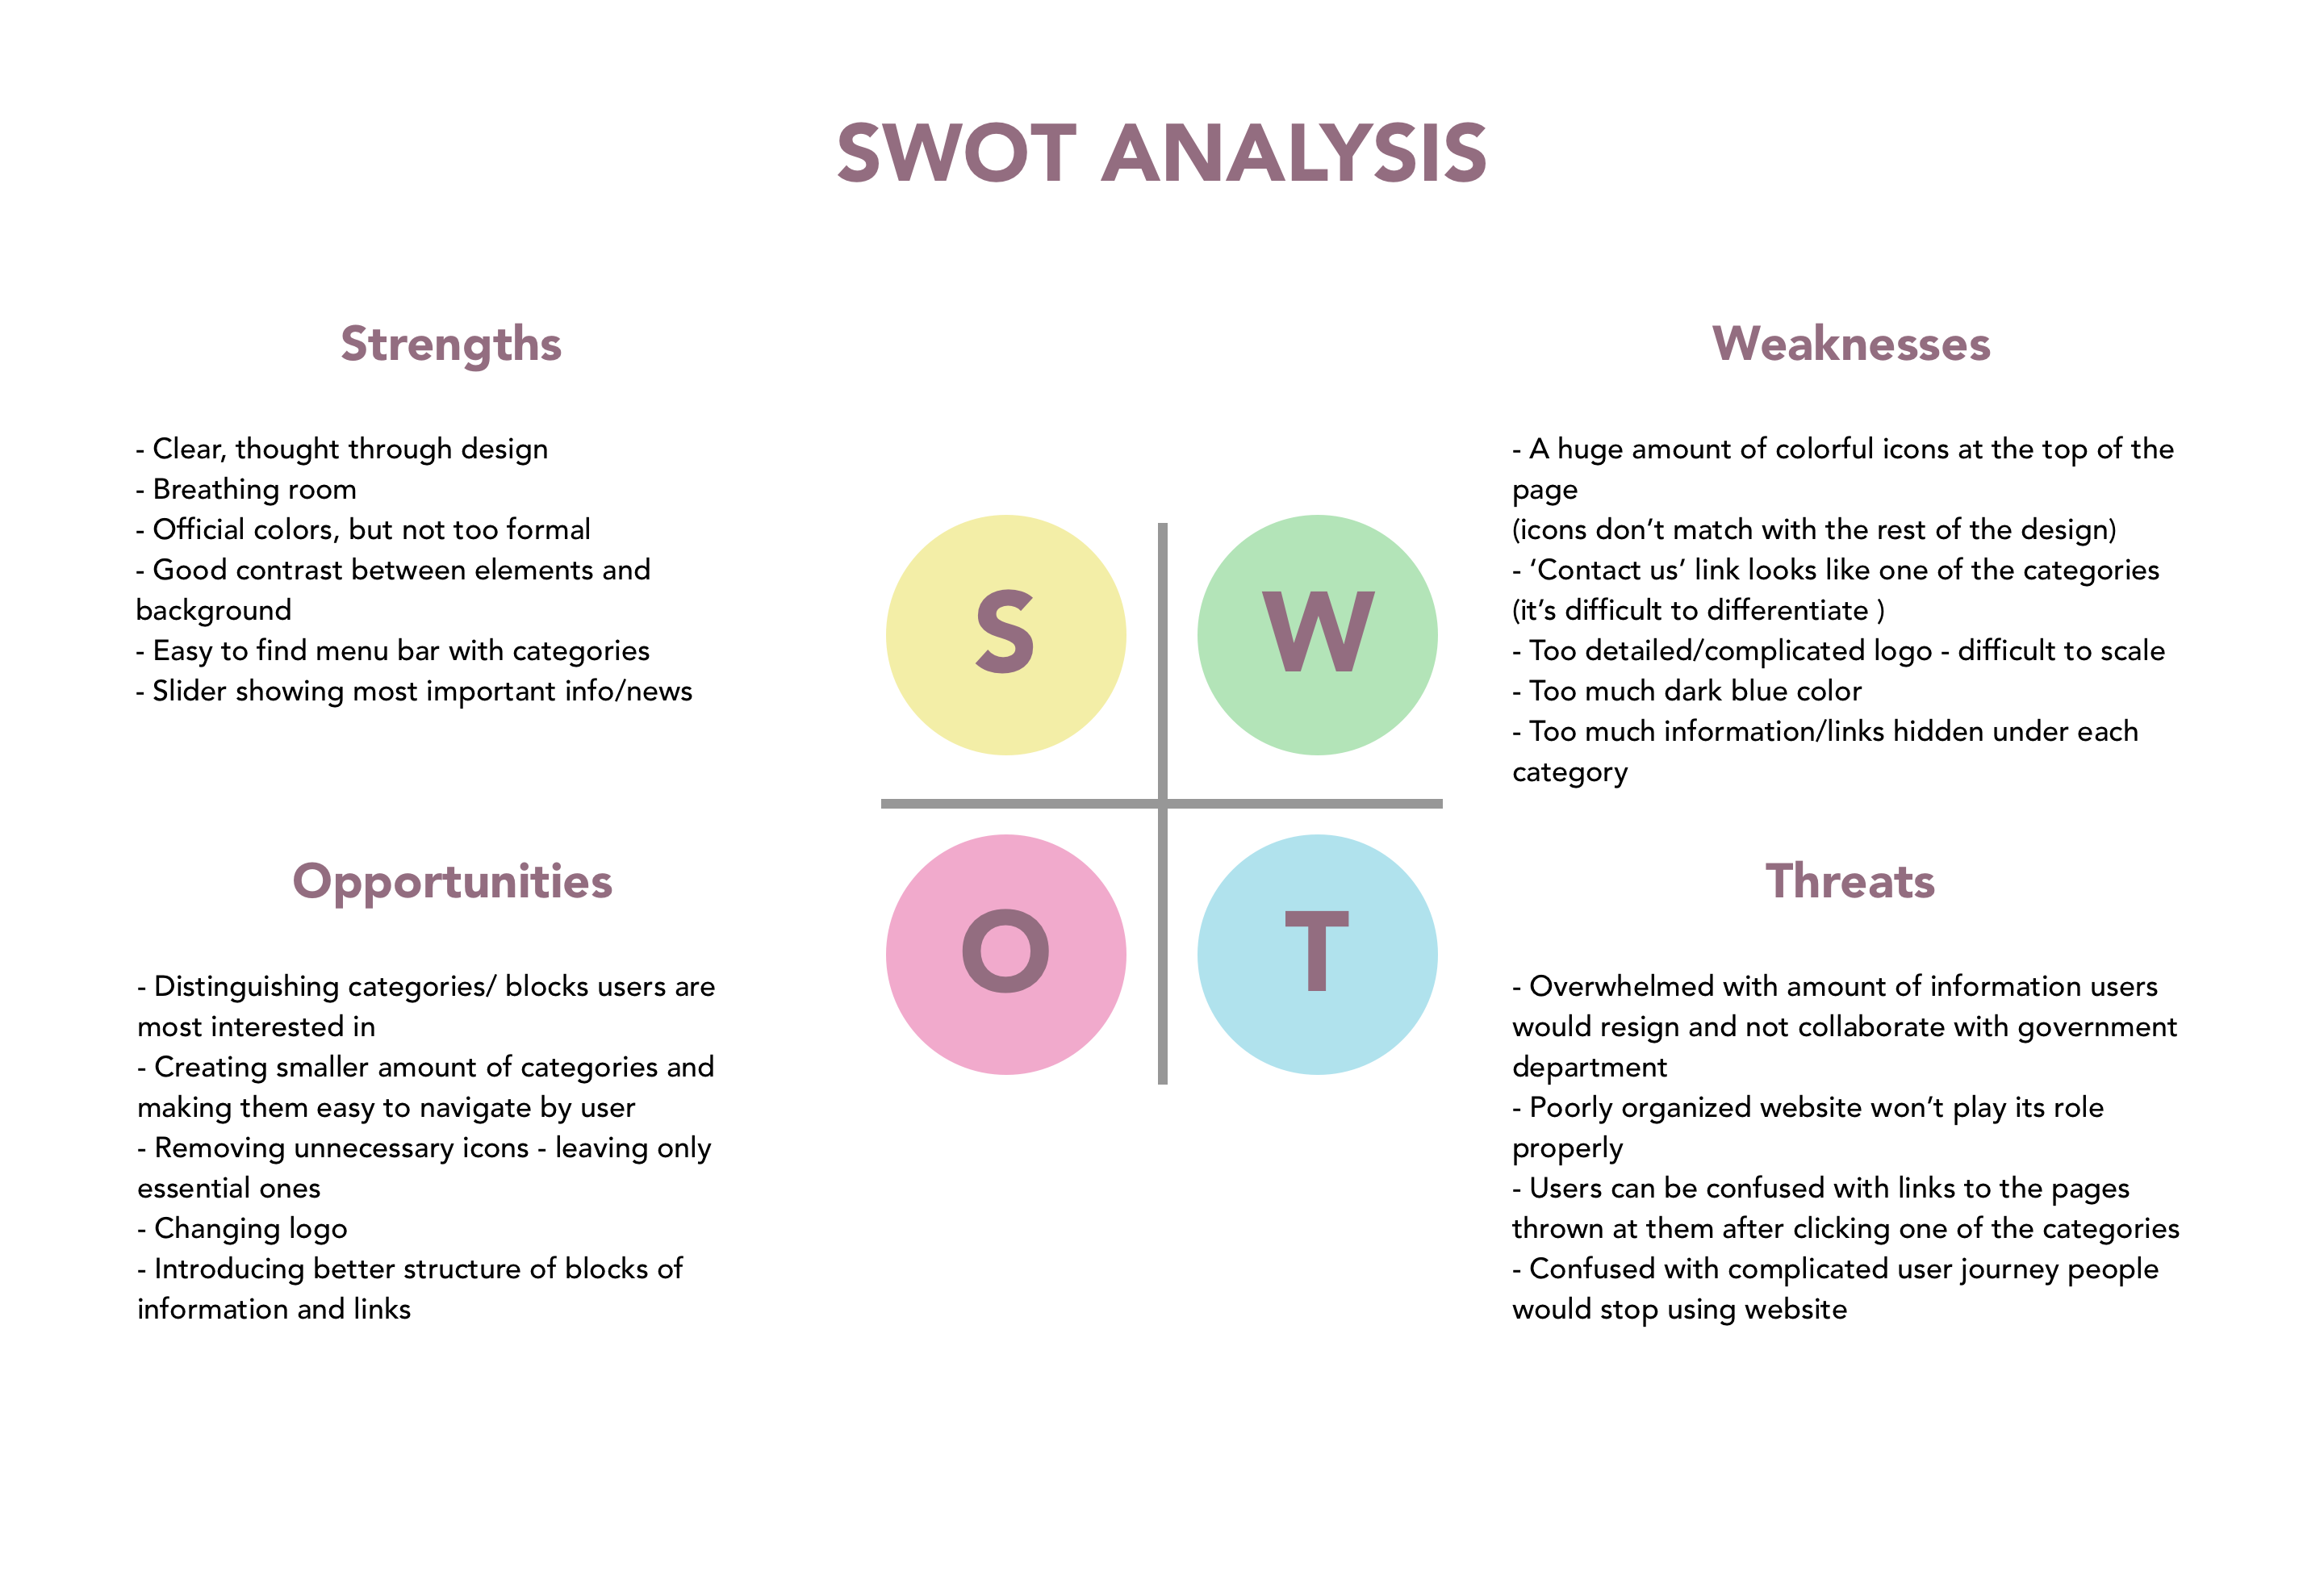 SWOT ANALYSIS
Strengths
- Clear, thought through design
- Breathing room
- Official colors, but not too formal
- Good contrast between elements and
background
- Easy to find menu bar with categories
- Slider showing most important info/news
Weaknesses
- A huge amount of colorful icons at the top of the
page
(icons don’t match with the rest of the design)
- ‘Contact us’ link looks like one of the categories
(it’s difficult to differentiate )
- Too detailed/complicated logo - difficult to scale
- Too much dark blue color
- Too much information/links hidden under each
category
S
W
O
T
Opportunities
- Distinguishing categories/ blocks users are
most interested in
- Creating smaller amount of categories and
making them easy to navigate by user
- Removing unnecessary icons - leaving only
essential ones
- Changing logo
- Introducing better structure of blocks of
information and links
Threats
- Overwhelmed with amount of information users
would resign and not collaborate with government
department
- Poorly organized website won’t play its role
properly
- Users can be confused with links to the pages
thrown at them after clicking one of the categories
- Confused with complicated user journey people
would stop using website